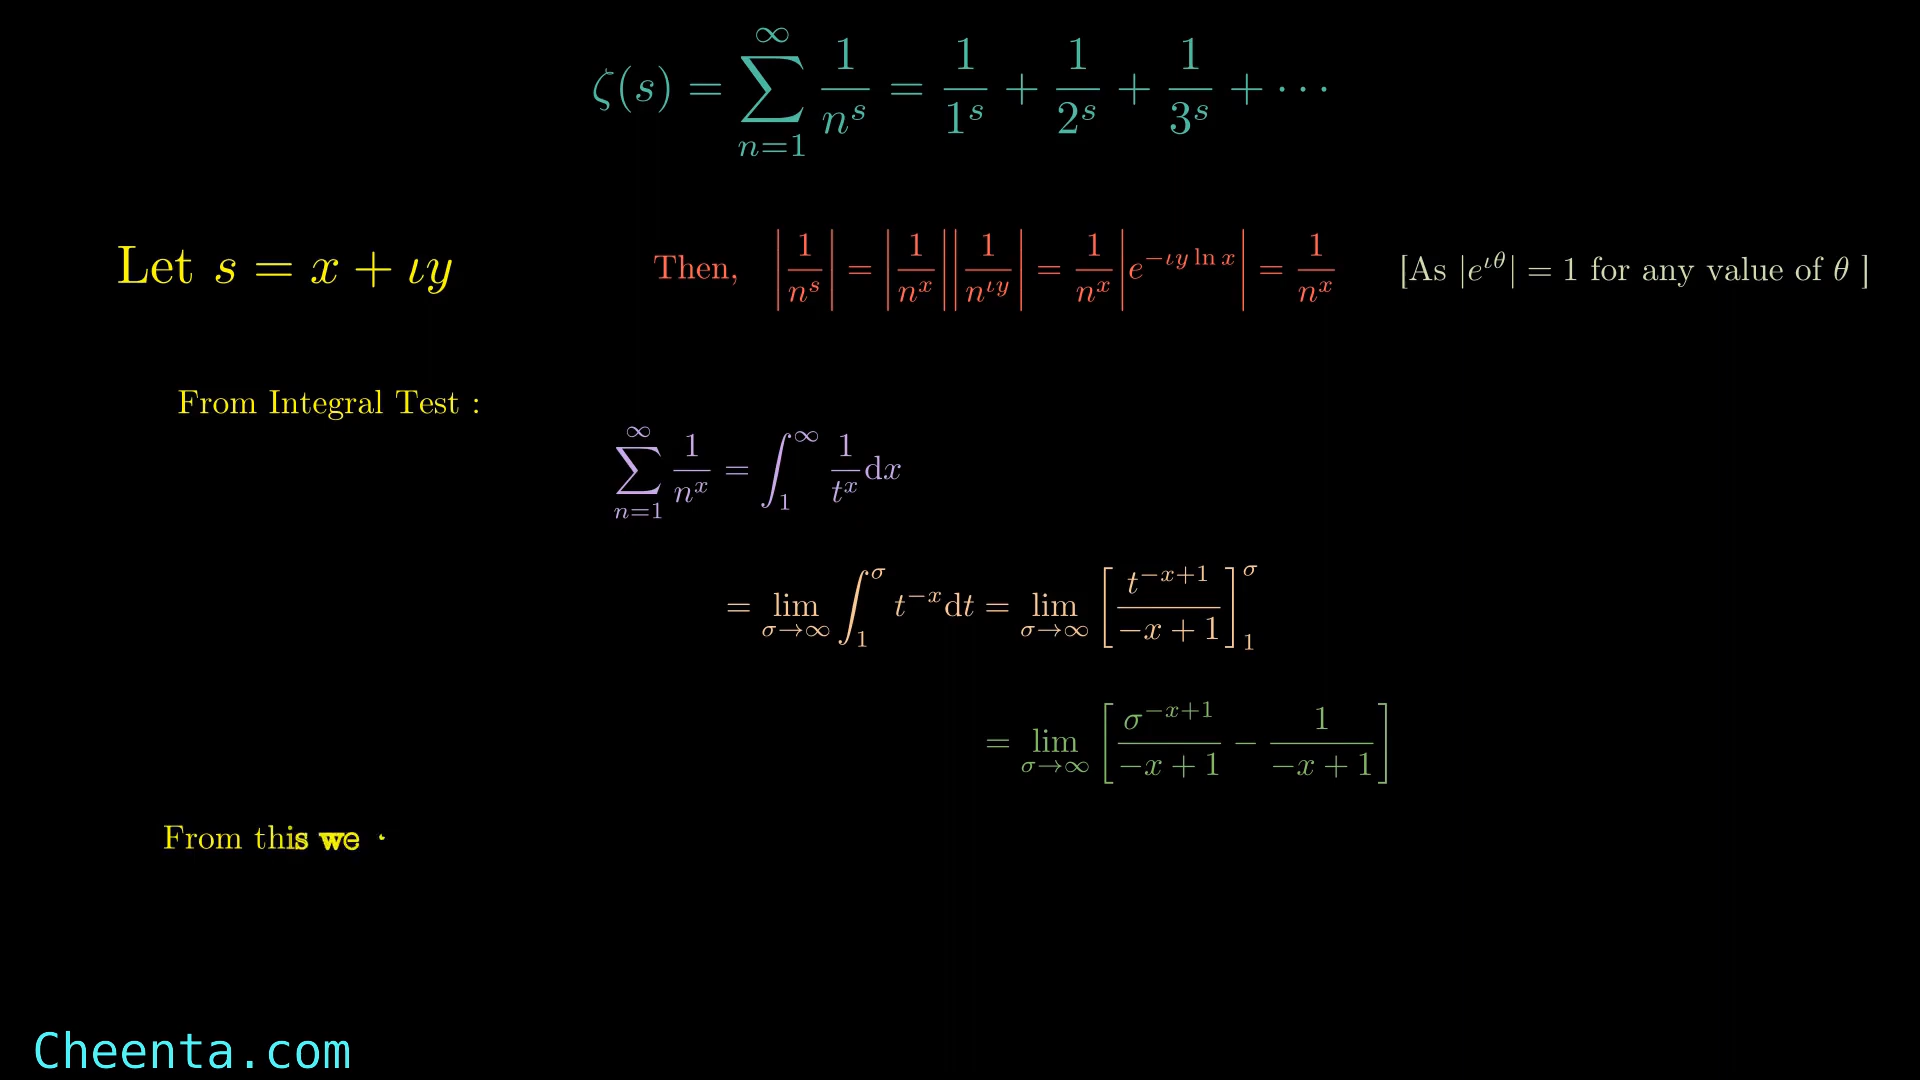 ζ(s) = ∑_{n=1}^{∞} 1/n^s = 1/1^s + 1/2^s + 1/3^s + ⋯
Let s = x + ιy
Then, |1/n^s| = |1/n^x||1/n^{ιy}| = 1/n^x |e^{−ιy ln x}| = 1/n^x
[As |e^{ιθ}| = 1 for any value of θ ]
From Integral Test :
∑_{n=1}^{∞} 1/n^x = ∫_1^∞ 1/t^x dx
= lim_{σ→∞} ∫_1^σ t^{−x} dt = lim_{σ→∞} [t^{−x+1}/(−x + 1)]_1^σ
= lim_{σ→∞} [σ^{−x+1}/(−x + 1) − 1/(−x + 1)]
From this we
Cheenta.com